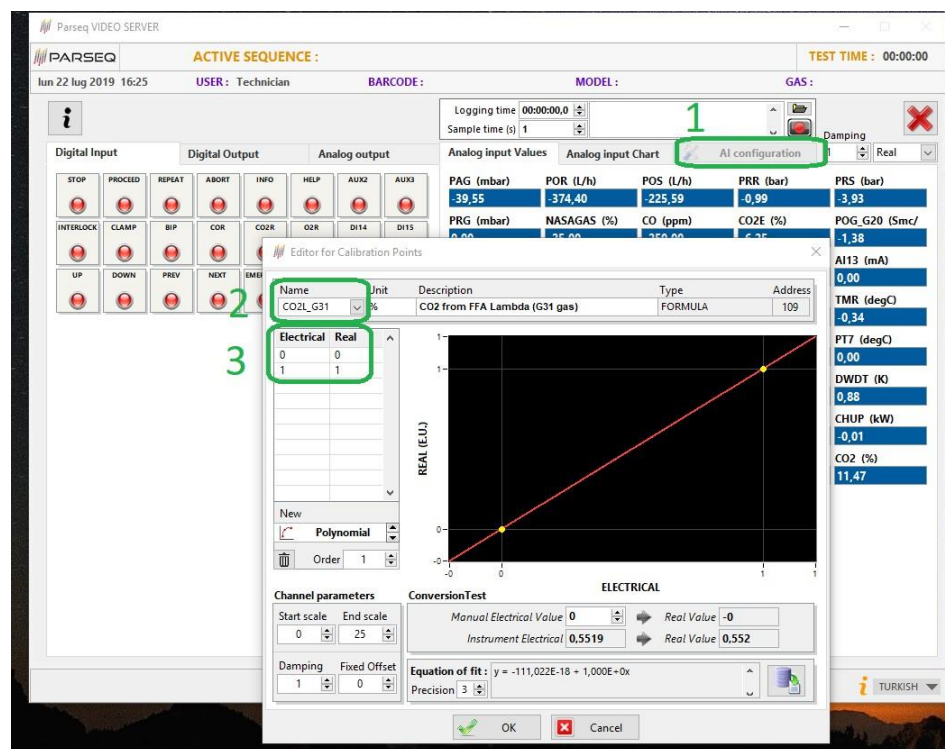 Parseq VIDEO SERVER
PARSEQ
ACTIVE SEQUENCE :
TEST TIME : 00:00:00
lun 22 lug 2019 16:25
USER : Technician
BARCODE :
MODEL :
GAS :
Logging time 00:00:00,0
Sample time (s) 1
1
Damping
1 Real
Digital Input
Digital Output
Analog output
Analog input Values
Analog input Chart
AI configuration
STOP PROCEED REPEAT ABORT INFO HELP AUX2 AUX3
INTERLOCK CLAMP BIP COR CO2R O2R DI14 DI15
UP DOWN PREV NEXT
PAG (mbar) POR (L/h) POS (L/h) PRR (bar) PRS (bar)
-39,55 -374,40 -225,59 -0,99 -3,93
PRG (mbar) NASAGAS (%) CO (ppm) CO2E (%) POG_G20 (Smc/
-1,38
AI13 (mA)
0,00
TMR (degC)
-0,34
PT7 (degC)
0,00
DWDT (K)
0,88
CHUP (kW)
-0,01
CO2 (%)
11,47
Editor for Calibration Points
2
Name Unit Description Type Address
CO2L_G31 % CO2 from FFA Lambda (G31 gas) FORMULA 109
3
Electrical Real
0 0
1 1
New
Polynomial
Order 1
REAL (E.U.)
1
1
0
-0
-0 0 1 1
ELECTRICAL
Channel parameters
Start scale End scale
0 25
Damping Fixed Offset
1 0
ConversionTest
Manual Electrical Value 0 Real Value -0
Instrument Electrical 0,5519 Real Value 0,552
Equation of fit : y = -111,022E-18 + 1,000E+0x
Precision 3
OK Cancel
TURKISH